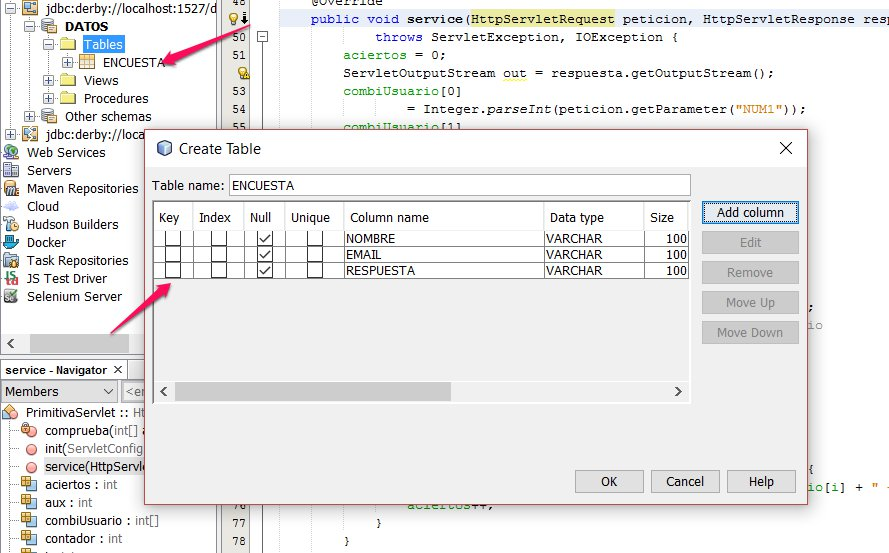 jdbc:derby://localhost:1527/d
DATOS
Tables
ENCUESTA
Views
Procedures
Other schemas
jdbc:derby://loca
Web Services
Servers
Maven Repositories
Cloud
Hudson Builders
Docker
Task Repositories
JS Test Driver
Selenium Server
service - Navigator
Members
<en
PrimitivaServlet :: H
comprueba(int[] a
init(ServletConfig
service(HttpServle
aciertos : int
aux : int
combiUsuario : int[]
contador : int
48 @Override
public void service(HttpServletRequest peticion, HttpServletResponse resp
50 throws ServletException, IOException {
51 aciertos = 0;
ServletOutputStream out = respuesta.getOutputStream();
53 combiUsuario[0]
54 = Integer.parseInt(peticion.getParameter("NUM1"));
55 combiUsuario[1]
;
io
{
io[i] + " -
76 aciertos++;
77 }
78 }
Create Table
Table name: ENCUESTA
Key Index Null Unique Column name Data type Size
NOMBRE VARCHAR 100
EMAIL VARCHAR 100
RESPUESTA VARCHAR 100
Add column
Edit
Remove
Move Up
Move Down
OK Cancel Help